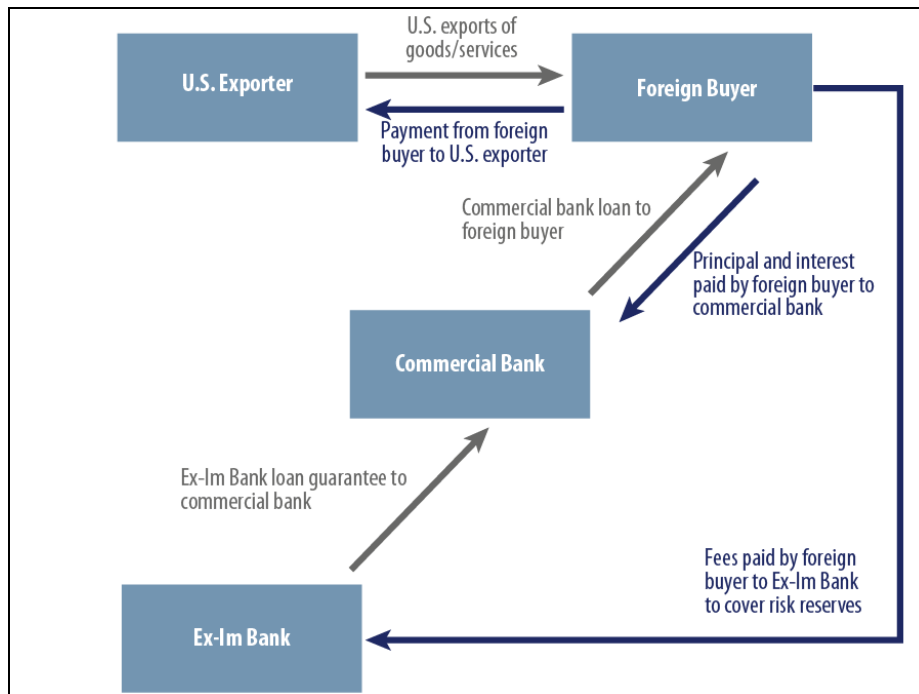 U.S. exports of
goods/services
U.S. Exporter
Foreign Buyer
Payment from foreign
buyer to U.S. exporter
Commercial bank loan to
foreign buyer
Principal and interest
paid by foreign buyer to
commercial bank
Commercial Bank
Ex-Im Bank loan guarantee to
commercial bank
Fees paid by foreign
buyer to Ex-Im Bank
to cover risk reserves
Ex-Im Bank